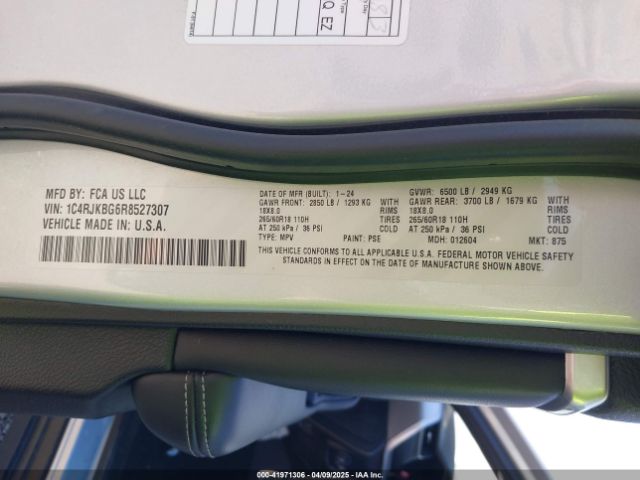 Q EZ
83
MFD BY: FCA US LLC
VIN: 1C4RJKBG6R8527307
VEHICLE MADE IN: U.S.A.
DATE OF MFR (BUILT): 1-24 GVWR: 6500 LB / 2949 KG
GAWR FRONT: 2850 LB / 1293 KG WITH GAWR REAR: 3700 LB / 1679 KG WITH
18X8.0 RIMS 18X8.0 RIMS
265/60R18 110H TIRES 265/60R18 110H TIRES
AT 250 kPa / 36 PSI COLD AT 250 kPa / 36 PSI COLD
TYPE: MPV PAINT: PSE MDH: 012604 MKT: 875
THIS VEHICLE CONFORMS TO ALL APPLICABLE U.S.A. FEDERAL MOTOR VEHICLE SAFETY
STANDARDS IN EFFECT ON THE DATE OF MANUFACTURE SHOWN ABOVE.
000-41971306 - 04/09/2025 - IAAI, Inc.